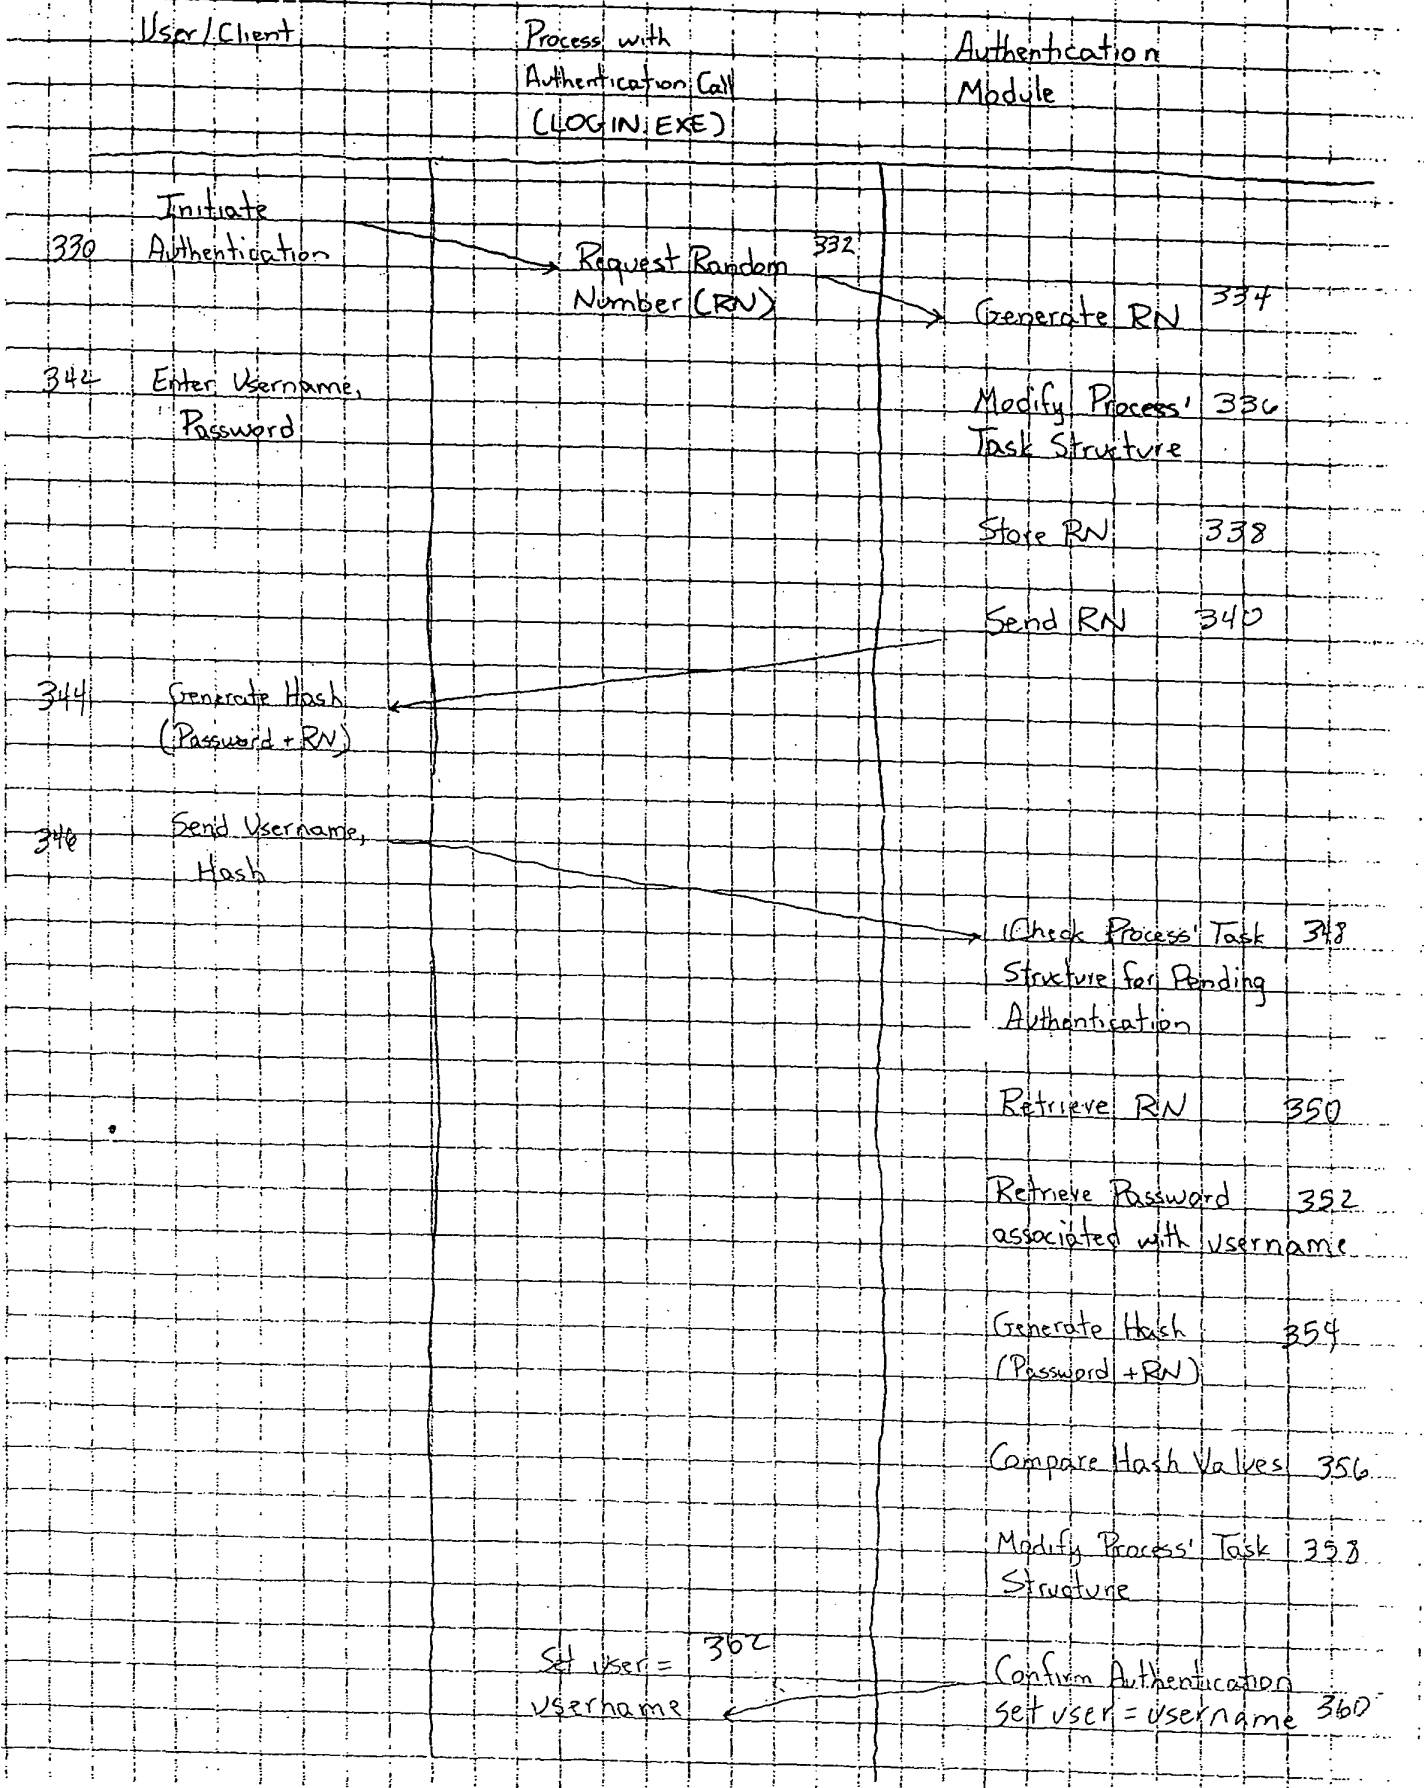 User/Client
Process with
Authentication Call
(LOGIN.EXE)
Authentication
Module
Initiate
330 Authentication
Request Random 332
Number (RN)
Generate RN 334
342 Enter Username,
Password
Modify Process' 336
Task Structure
Store RN 338
Send RN 340
344 Generate Hash
(Password + RN)
346 Send Username,
Hash
Check Process' Task 348
Structure for Pending
Authentication
Retrieve RN 350
Retrieve Password 352
associated with username
Generate Hash 354
(Password + RN)
Compare Hash Values 356
Modify Process' Task 358
Structure
Set user = 362
username
Confirm Authentication
set user = username 360